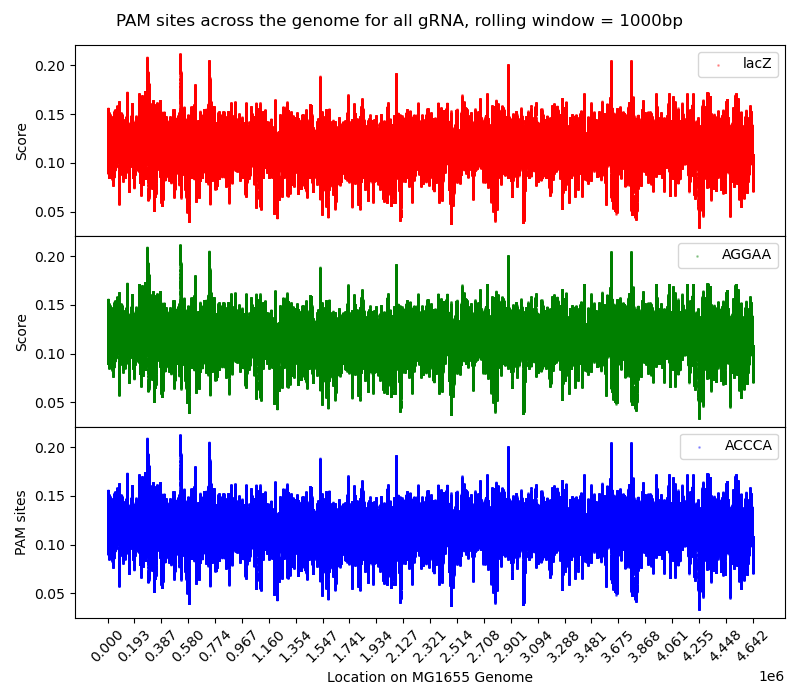 PAM sites across the genome for all gRNA, rolling window = 1000bp
Score
0.20
0.15
0.10
0.05
lacZ
Score
0.20
0.15
0.10
0.05
AGGAA
PAM sites
0.20
0.15
0.10
0.05
ACCCA
0.000 0.193 0.387 0.580 0.774 0.967 1.160 1.354 1.547 1.741 1.934 2.127 2.321 2.514 2.708 2.901 3.094 3.288 3.481 3.675 3.868 4.061 4.255 4.448 4.642
1e6
Location on MG1655 Genome